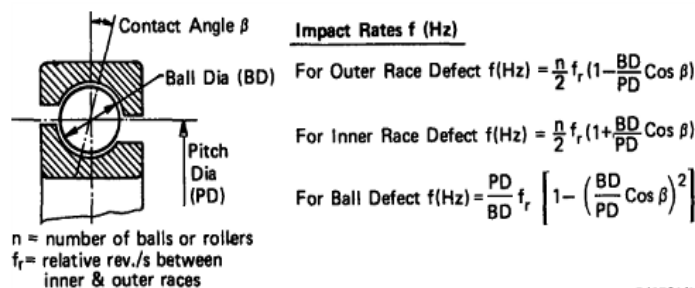 Contact Angle β
Ball Dia (BD)
Pitch
Dia
(PD)
n = number of balls or rollers
fr= relative rev./s between
inner & outer races
Impact Rates f (Hz)
For Outer Race Defect f(Hz) = n/2 fr (1-BD/PD Cos β)
For Inner Race Defect f(Hz) = n/2 fr (1+BD/PD Cos β)
For Ball Defect f(Hz) = PD/BD fr [1- (BD/PD Cos β)²]